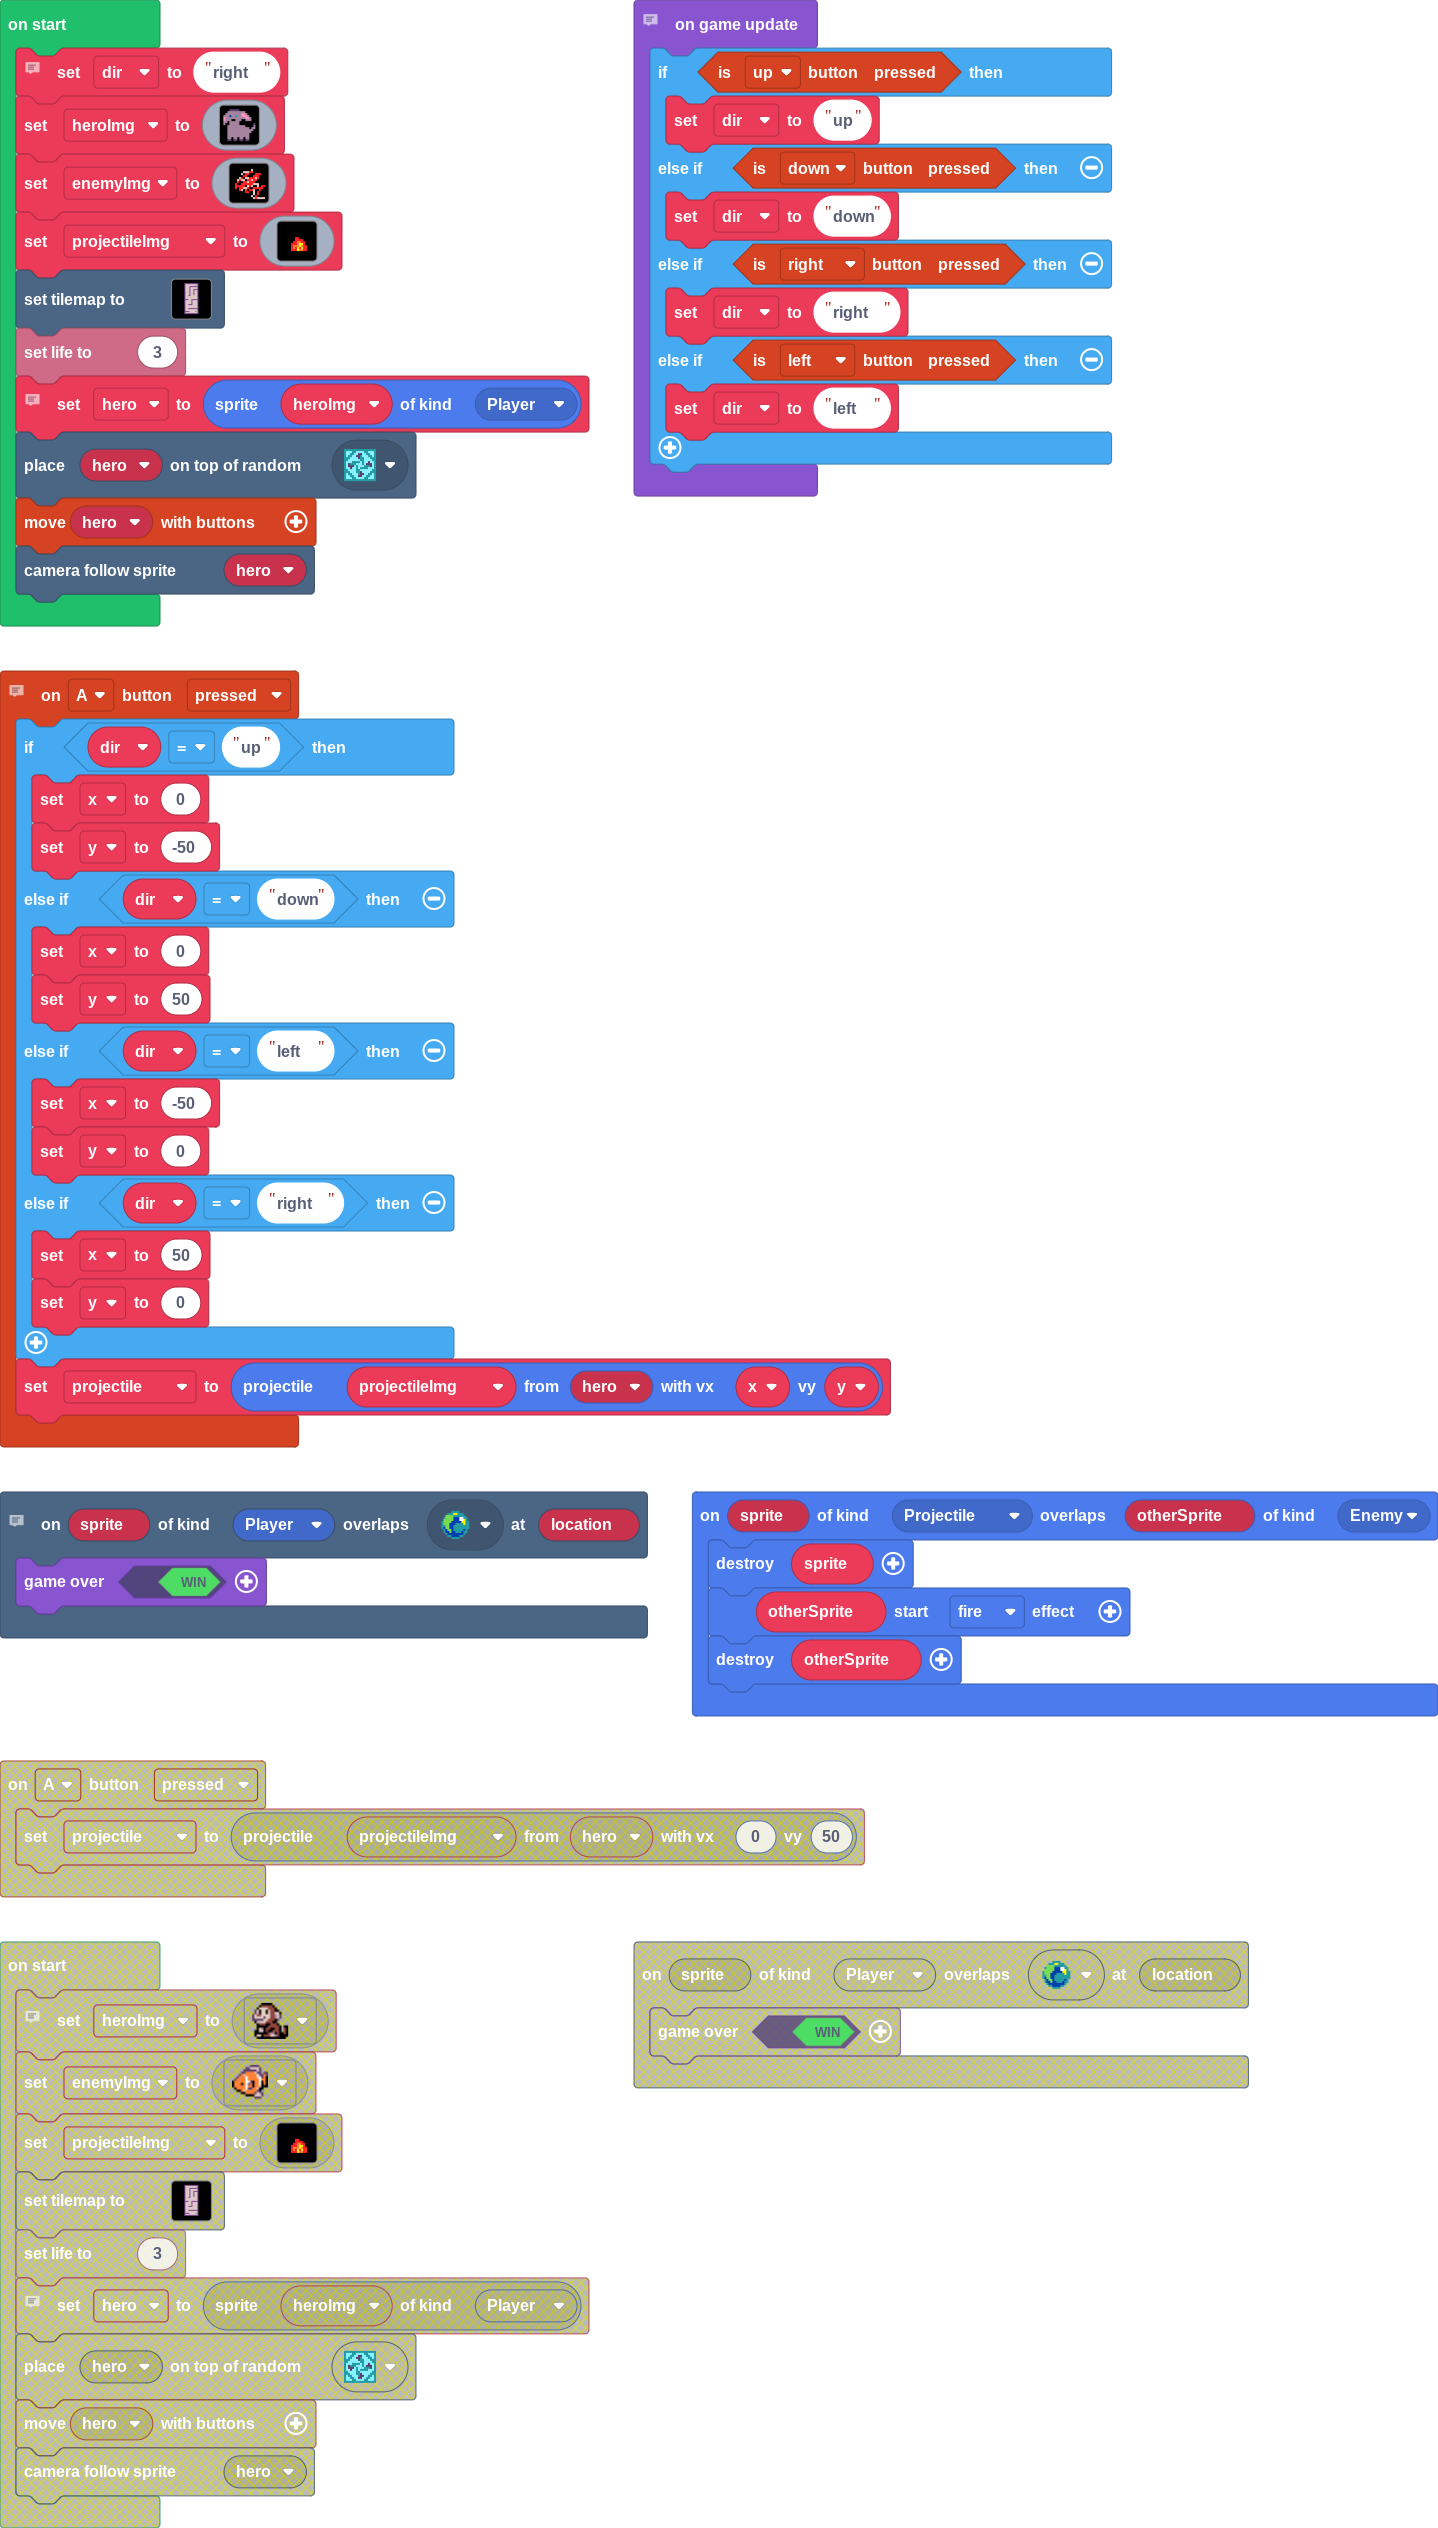 on start
set dir to "right"
set heroImg to
set enemyImg to
set projectileImg to
set tilemap to
set life to 3
set hero to sprite heroImg of kind Player
place hero on top of random
move hero with buttons
camera follow sprite hero
on game update
if is up button pressed then
set dir to "up"
else if is down button pressed then
set dir to "down"
else if is right button pressed then
set dir to "right"
else if is left button pressed then
set dir to "left"
on A button pressed
if dir = "up" then
set x to 0
set y to -50
else if dir = "down" then
set x to 0
set y to 50
else if dir = "left" then
set x to -50
set y to 0
else if dir = "right" then
set x to 50
set y to 0
set projectile to projectile projectileImg from hero with vx x vy y
on sprite of kind Player overlaps at location
game over WIN
on sprite of kind Projectile overlaps otherSprite of kind Enemy
destroy sprite
otherSprite start fire effect
destroy otherSprite
on A button pressed
set projectile to projectile projectileImg from hero with vx 0 vy 50
on start
set heroImg to
set enemyImg to
set projectileImg to
set tilemap to
set life to 3
set hero to sprite heroImg of kind Player
place hero on top of random
move hero with buttons
camera follow sprite hero
on sprite of kind Player overlaps at location
game over WIN